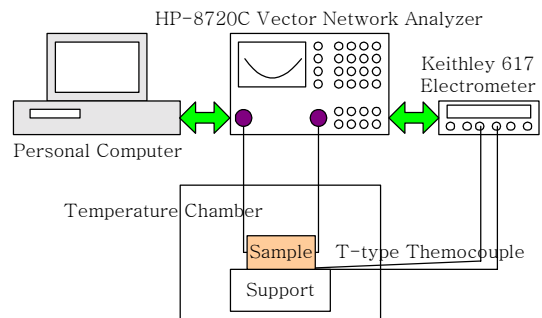 HP-8720C Vector Network Analyzer
Keithley 617
Electrometer
Personal Computer
Temperature Chamber
Sample
T-type Themocouple
Support